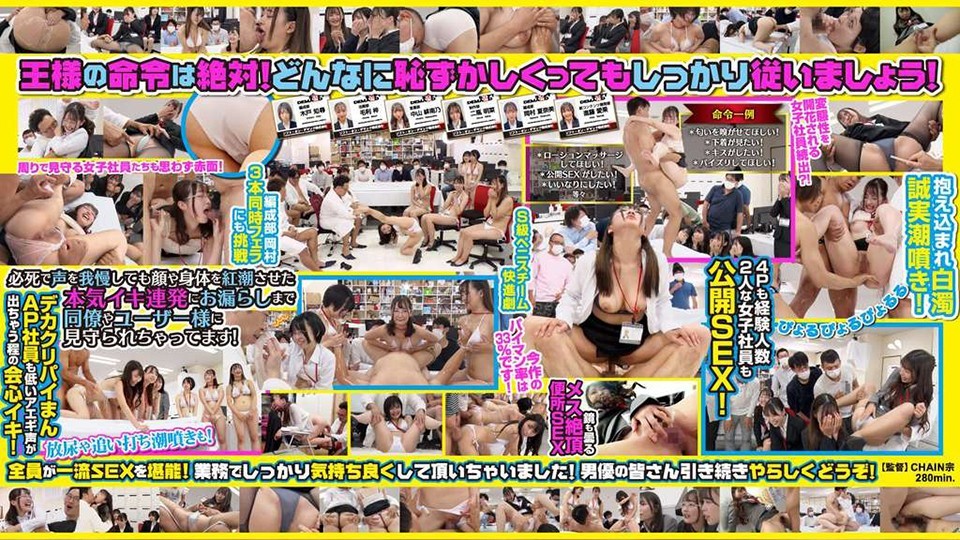 王様の命令は絶対!どんなに恥ずかしくってもしっかり従いましょう!
周りで見守る女子社員たちも思わず赤面!
編成部 岡村
3本同時フェラ
にも挑戦
命令一例
*匂いを嗅がせてほしい!
*下着が見たい!
*キスがしたい!
*パイズリしてほしい!
*ローションマッサージ
してほしい!
*公開SEXがしたい!
*いいなりにしたい!
等々
変態性を
開花される
女子社員続出?!
抱え込まれ白濁
誠実潮噴き!
S級ペニスチーム
快進劇
必死で声を我慢しても顔や身体を紅潮させた
本気イキ連発にお漏らしまで
同僚やユーザー様に
見守られちゃってます!
デカクリパイまん
AP社員も低いアエギ声が
出ちゃう程の会心イキ!
放尿や追い打ち潮噴きも!
今作の
パイマン率は
33%です!
鏡も曇る
メス絶頂
便所SEX
4Pも経験人数
2人な女子社員も
公開SEX!
ぴょるぴょるぴょるる
全員が一流SEXを堪能!業務でしっかり気持ち良くして頂いちゃいました!男優の皆さん引き続きやらしくどうぞ!
【監督】CHAIN宗
280min.